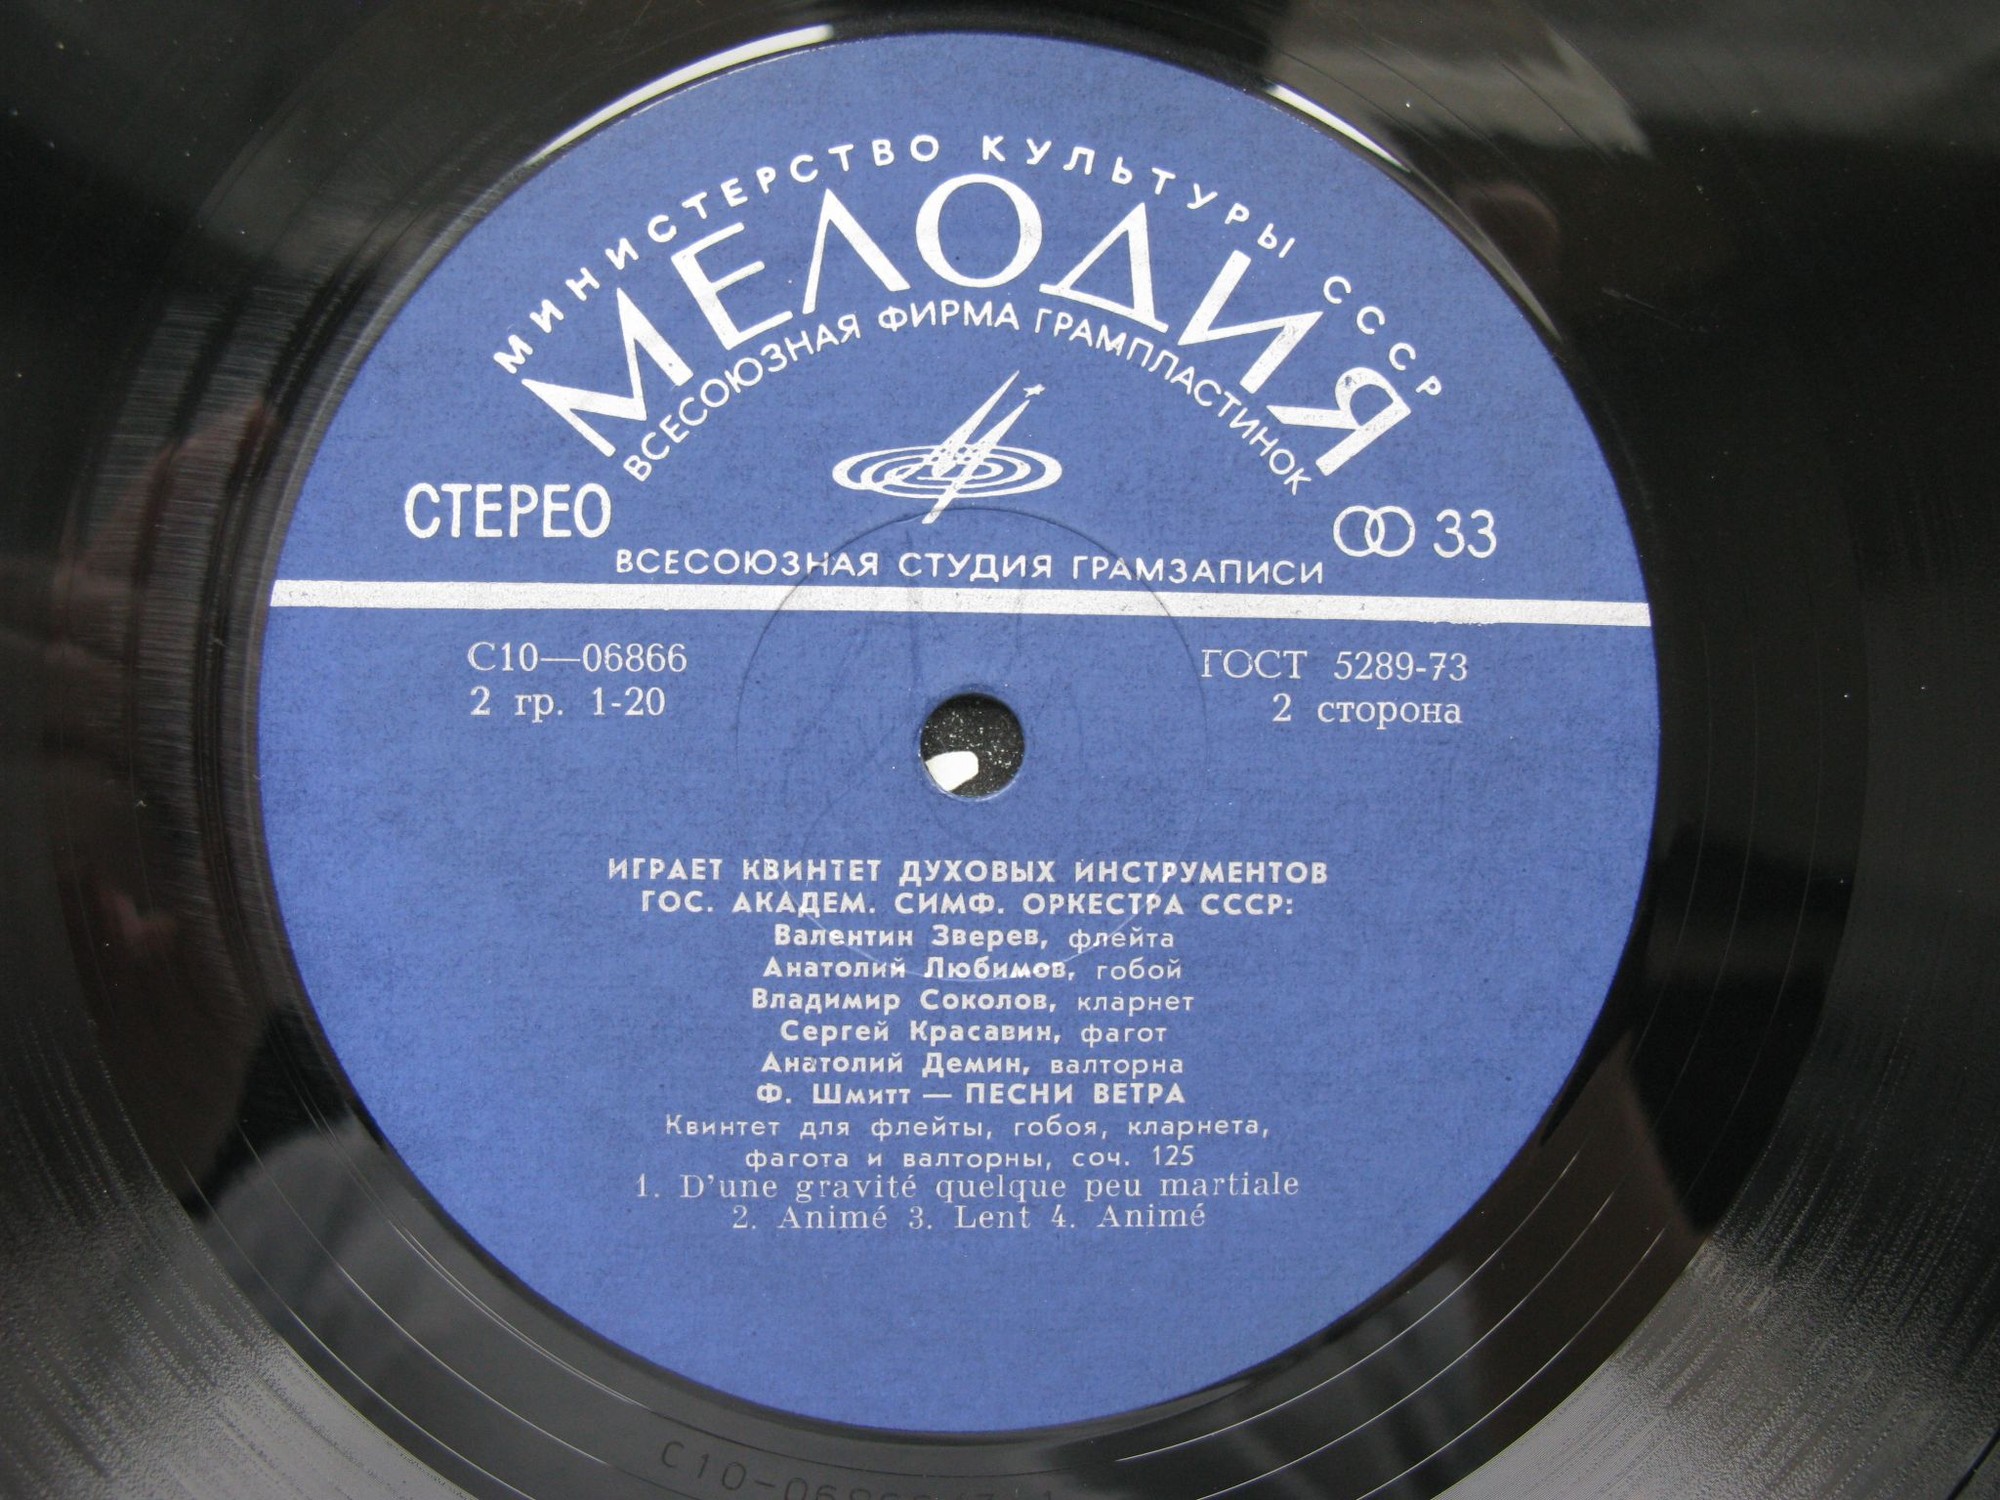 МИНИСТЕРСТВО КУЛЬТУРЫ СССР
МЕЛОДИЯ
ВСЕСОЮЗНАЯ ФИРМА ГРАМПЛАСТИНОК
СТЕРЕО
33
ВСЕСОЮЗНАЯ СТУДИЯ ГРАМЗАПИСИ
С10—06866
ГОСТ 5289-73
2 гр. 1-20
2 сторона
ИГРАЕТ КВИНТЕТ ДУХОВЫХ ИНСТРУМЕНТОВ
ГОС. АКАДЕМ. СИМФ. ОРКЕСТРА СССР:
Валентин Зверев, флейта
Анатолий Любимов, гобой
Владимир Соколов, кларнет
Сергей Красавин, фагот
Анатолий Демин, валторна
Ф. Шмитт — ПЕСНИ ВЕТРА
Квинтет для флейты, гобоя, кларнета,
фагота и валторны, соч. 125
1. D'une gravité quelque peu martiale
2. Animé 3. Lent 4. Animé